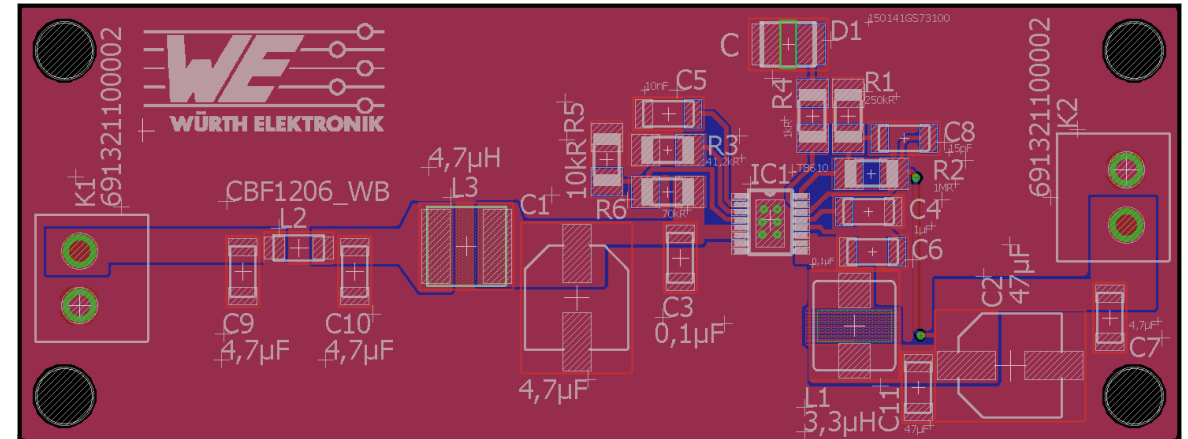 WE
WÜRTH ELEKTRONIK
691321100002
K1
CBF1206_WB
L2
C9
4,7µF
C10
4,7µF
4,7µH
L3
C1
4,7µF
C3
0,1µF
10kR
R5
10nF
C5
R3
41,2kR
R6
70kR
C
D1
150141GS73100
R4
1kR
R1
250kR
C8
15pF
R2
1MR
IC1
C4
1µF
C6
0,1µF
L1
3,3µH
C11
47µF
C2
47µF
C7
4,7µF
K2
691321100002